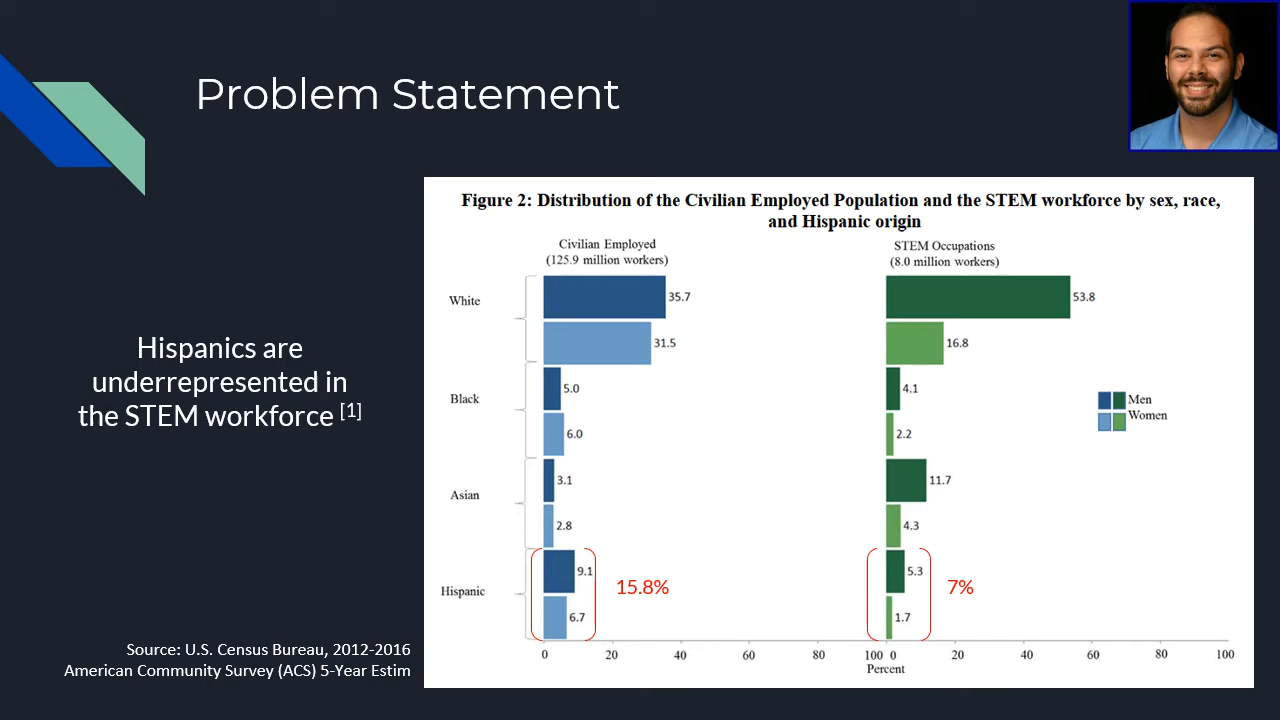 Problem Statement
Hispanics are
underrepresented in
the STEM workforce [1]
Source: U.S. Census Bureau, 2012-2016
American Community Survey (ACS) 5-Year Estim
Figure 2: Distribution of the Civilian Employed Population and the STEM workforce by sex, race,
and Hispanic origin
Civilian Employed
(125.9 million workers)
STEM Occupations
(8.0 million workers)
White
35.7
53.8
31.5
16.8
Black
5.0
4.1
6.0
2.2
Men
Women
Asian
3.1
11.7
2.8
4.3
Hispanic
9.1
5.3
15.8%
7%
6.7
1.7
0 20 40 60 80 100 0 20 40 60 80 100
Percent